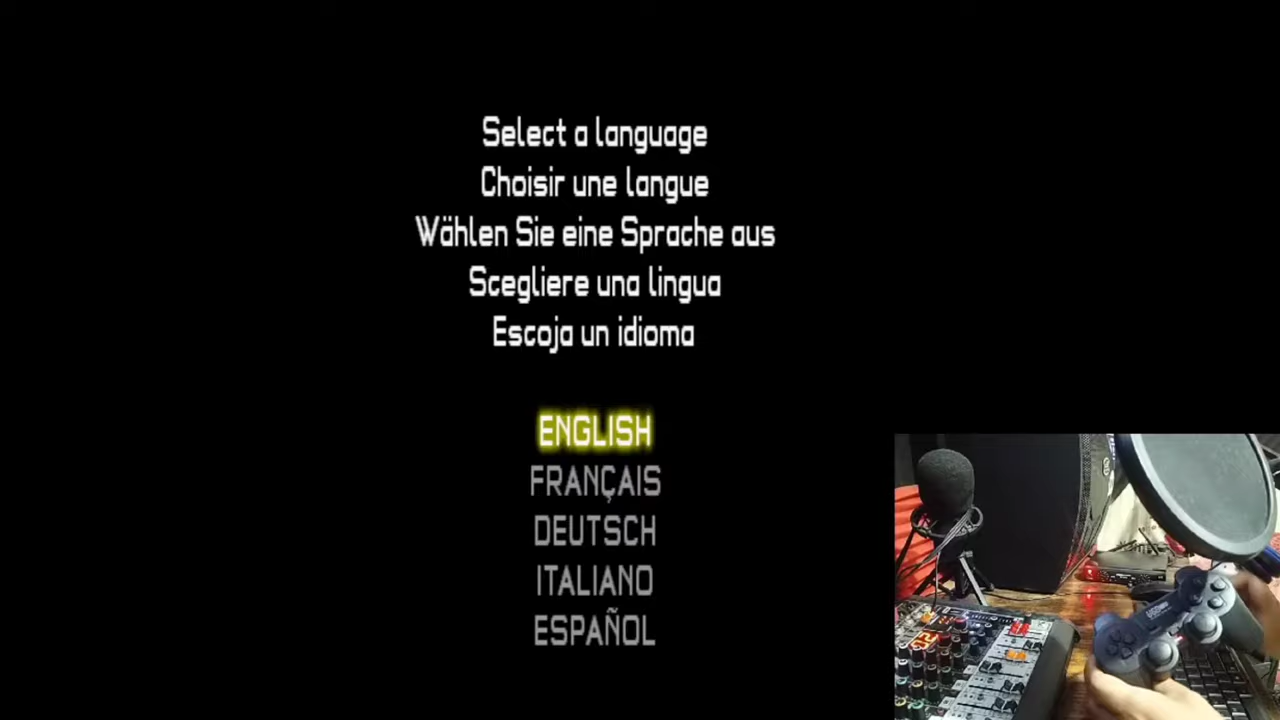 Select a language
Choisir une langue
Wählen Sie eine Sprache aus
Scegliere una lingua
Escoja un idioma
ENGLISH
FRANÇAIS
DEUTSCH
ITALIANO
ESPAÑOL